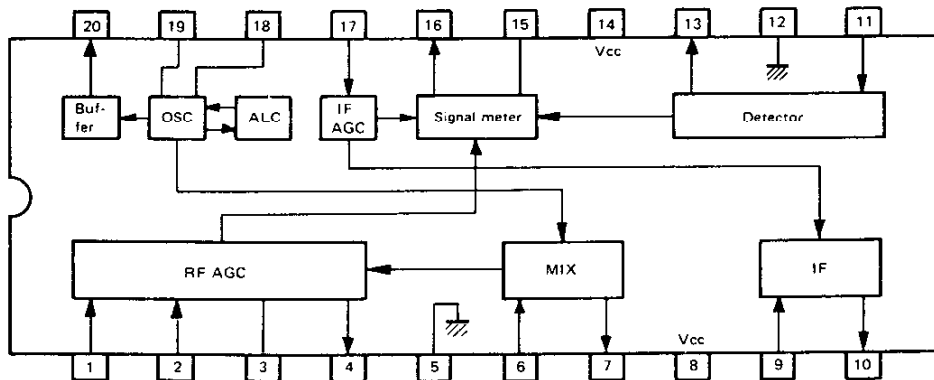 20 19 18 17 16 15 14 13 12 11
Vcc
Buf-
fer
OSC
ALC
IF
AGC
Signal meter
Detector
RF AGC
MIX
IF
Vcc
1 2 3 4 5 6 7 8 9 10